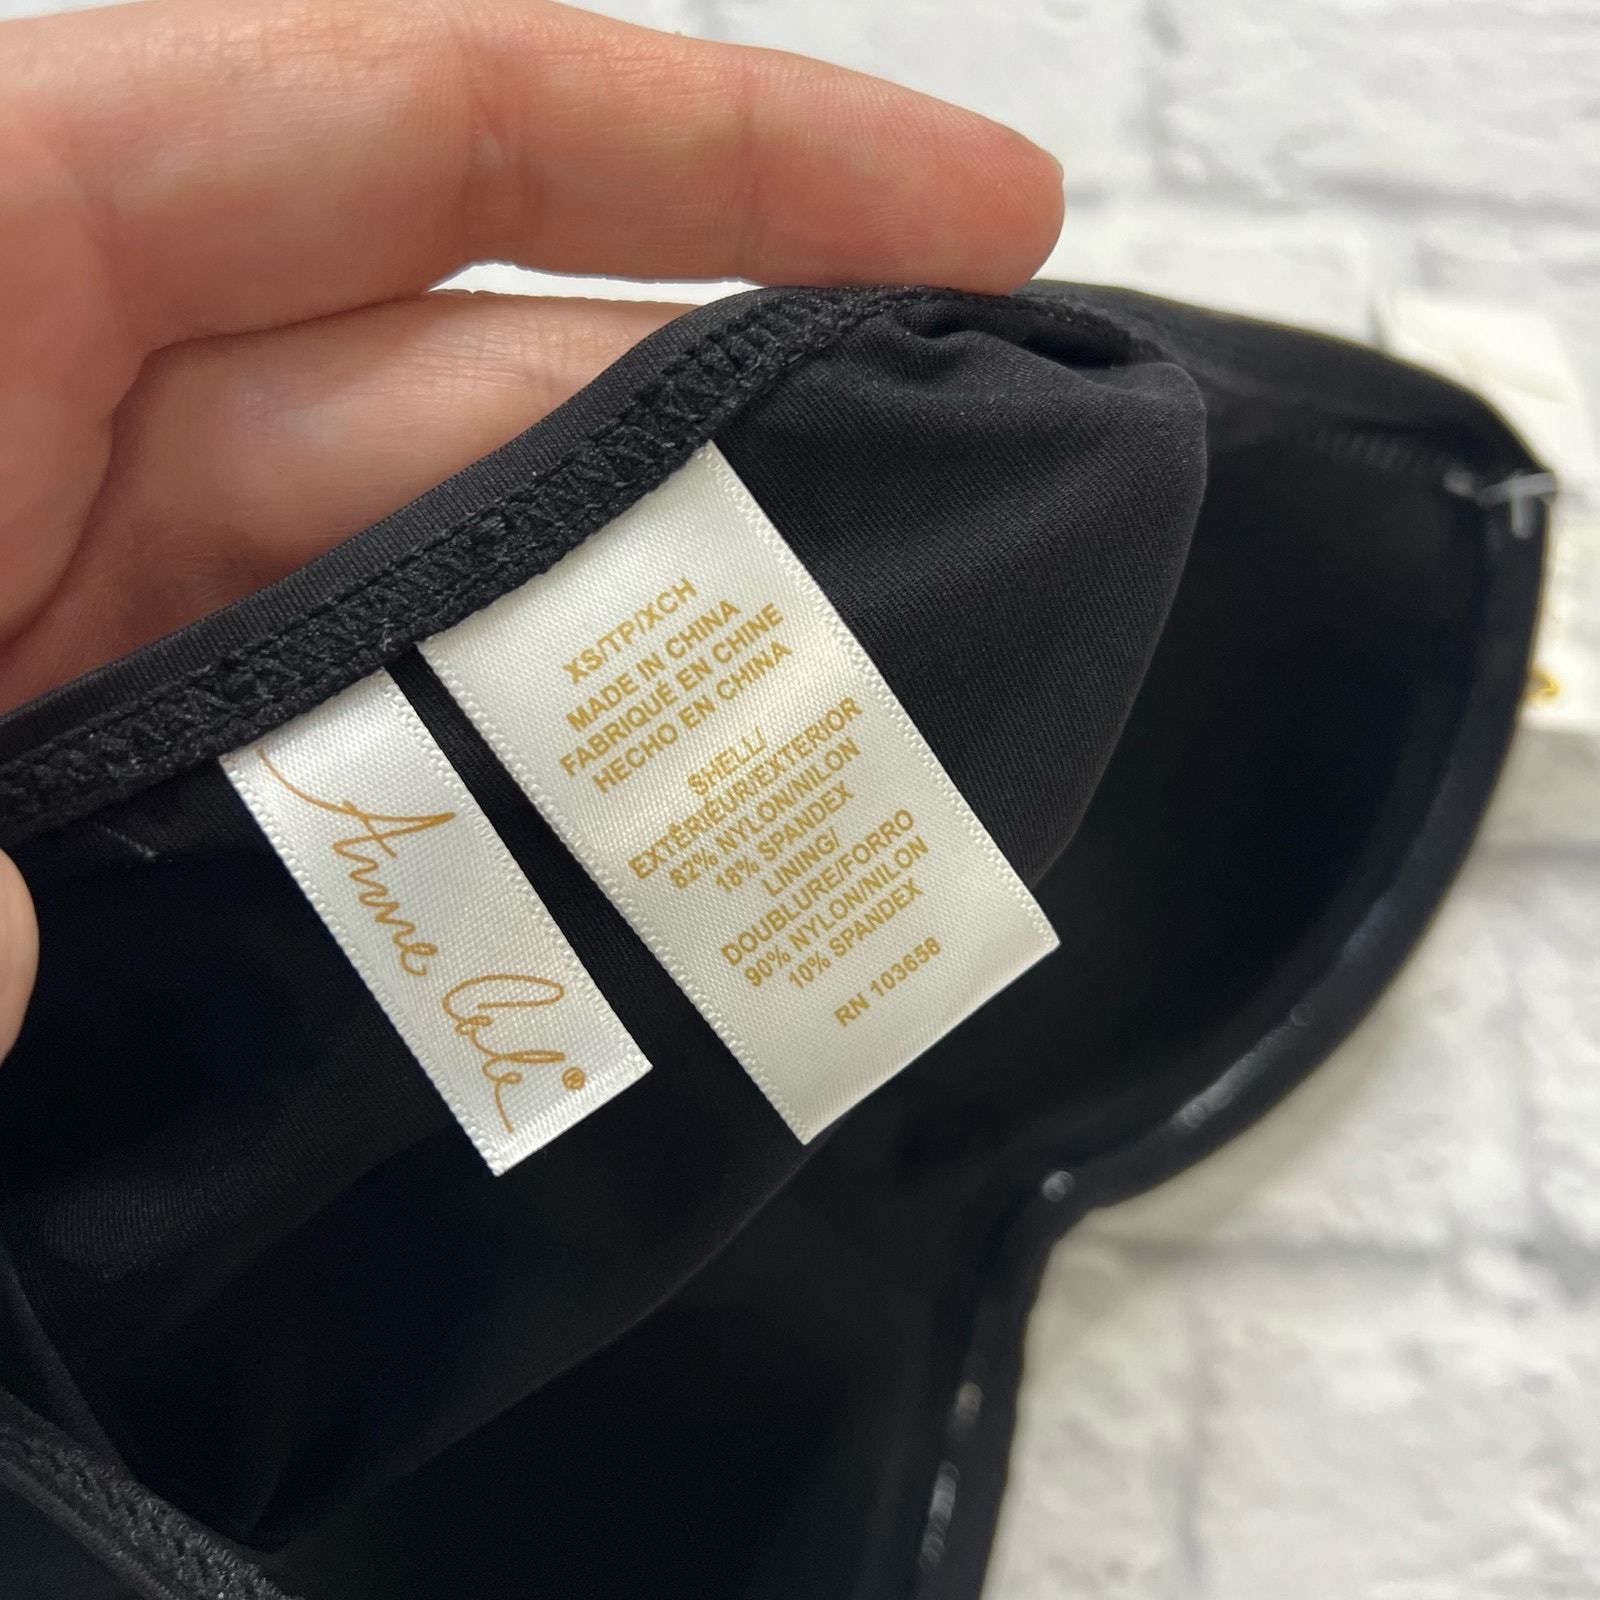 Anne Cole®
XS/TP/XCH
MADE IN CHINA
FABRIQUÉ EN CHINE
HECHO EN CHINA
SHELL/
EXTÉRIEUR/EXTERIOR
82% NYLON/NILON
18% SPANDEX
LINING/
DOUBLURE/FORRO
90% NYLON/NILON
10% SPANDEX
RN 103658